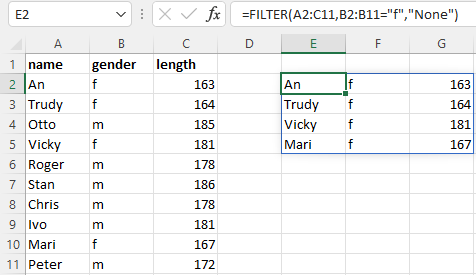 E2 fx =FILTER(A2:C11,B2:B11="f","None")
A B C D E F G
1 name gender length
2 An f 163 An f 163
3 Trudy f 164 Trudy f 164
4 Otto m 185 Vicky f 181
5 Vicky f 181 Mari f 167
6 Roger m 178
7 Stan m 186
8 Chris m 178
9 Ivo m 181
10 Mari f 167
11 Peter m 172